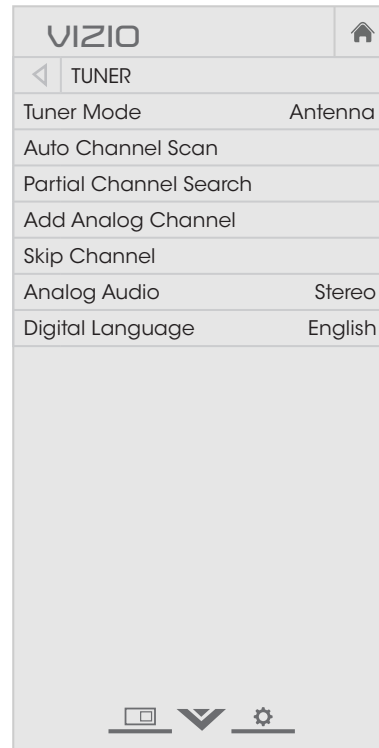 VIZIO
TUNER
Tuner Mode Antenna
Auto Channel Scan
Partial Channel Search
Add Analog Channel
Skip Channel
Analog Audio Stereo
Digital Language English